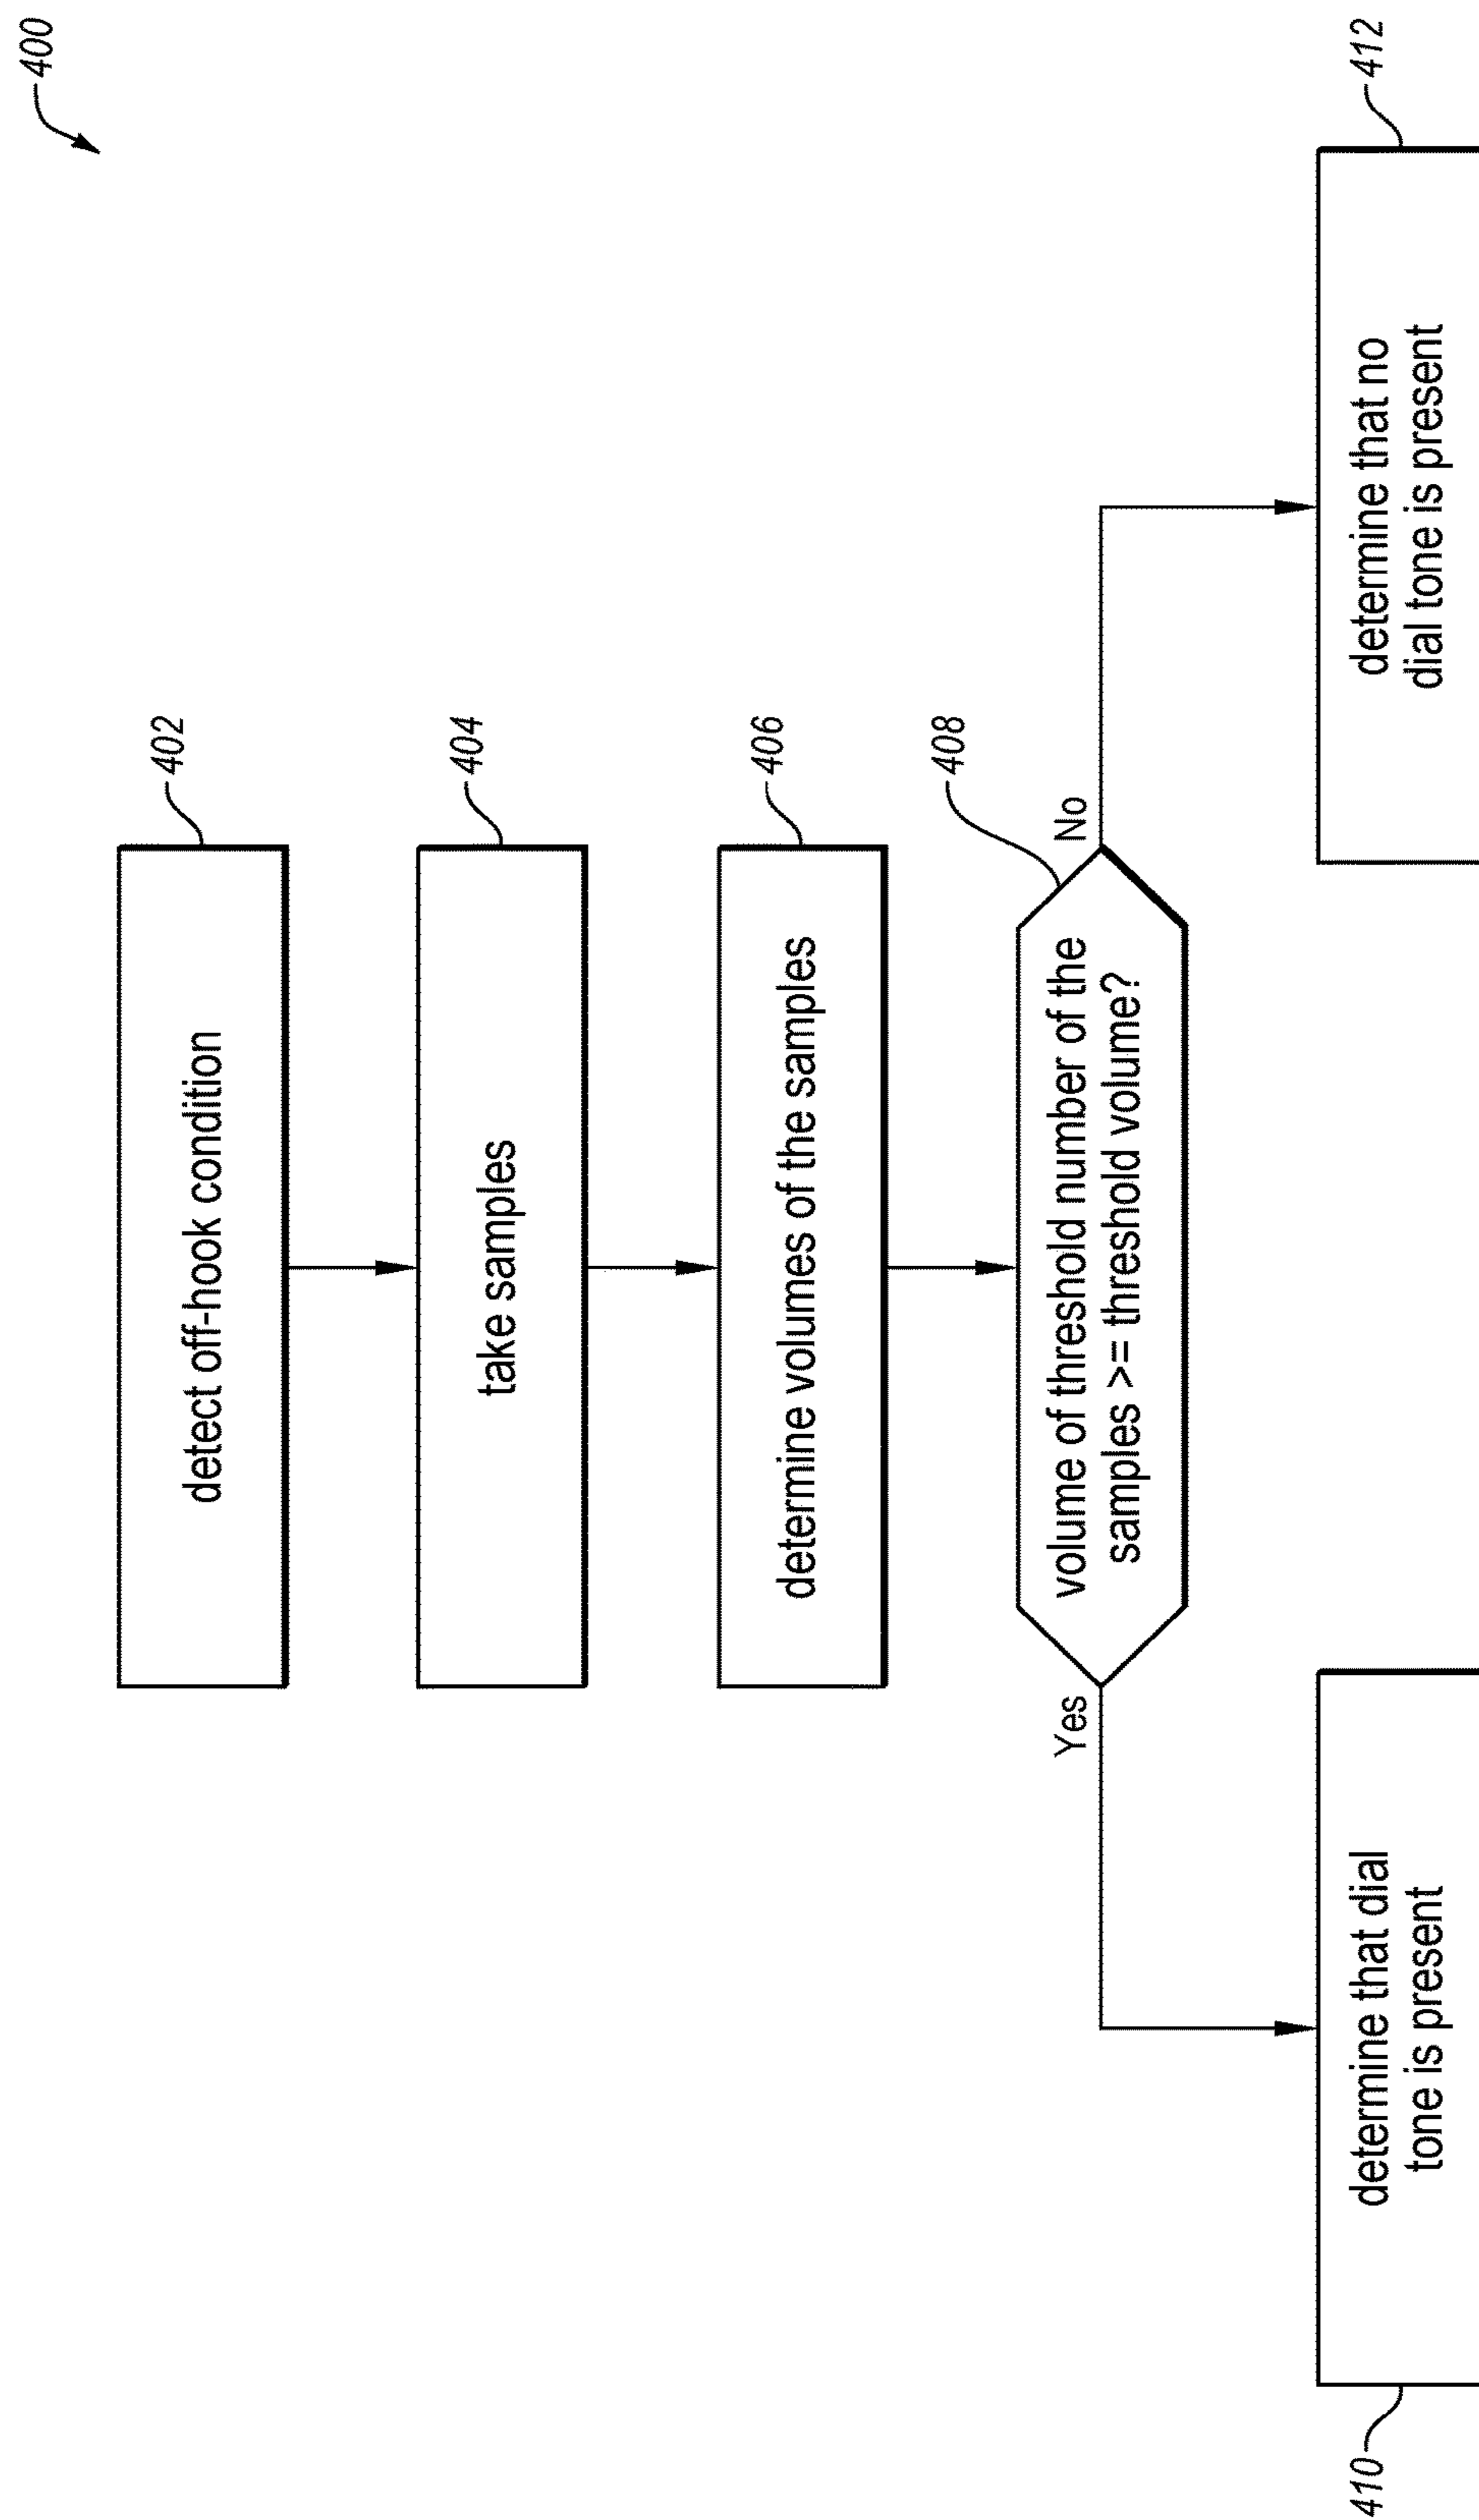 400
402
detect off-hook condition
404
take samples
406
determine volumes of the samples
408
volume of threshold number of the
samples >= threshold volume?
Yes
No
410
determine that dial
tone is present
412
determine that no
dial tone is present